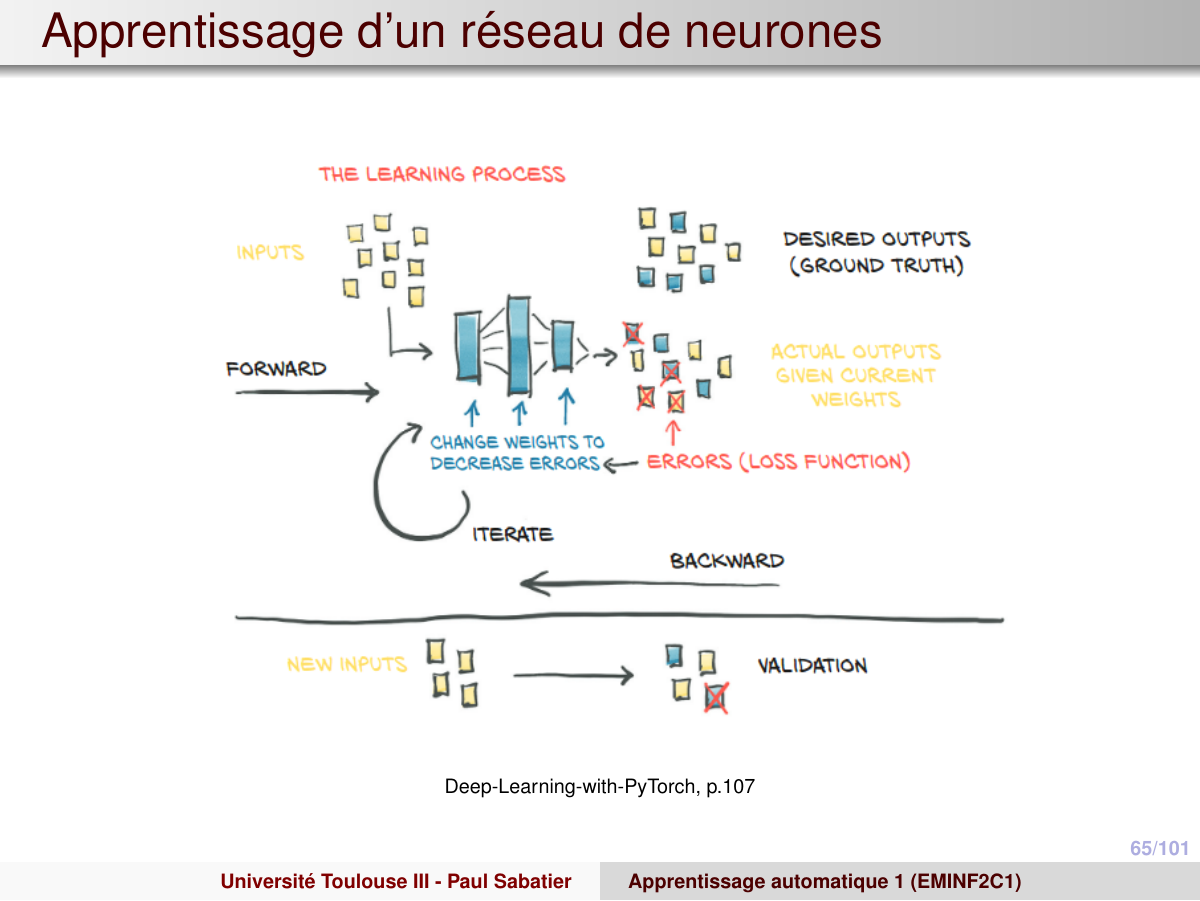 Apprentissage d'un réseau de neurones
THE LEARNING PROCESS
INPUTS
DESIRED OUTPUTS
(GROUND TRUTH)
FORWARD
ACTUAL OUTPUTS
GIVEN CURRENT
WEIGHTS
CHANGE WEIGHTS TO
DECREASE ERRORS
ERRORS (LOSS FUNCTION)
ITERATE
BACKWARD
NEW INPUTS
VALIDATION
Deep-Learning-with-PyTorch, p.107
65/101
Université Toulouse III - Paul Sabatier
Apprentissage automatique 1 (EMINF2C1)